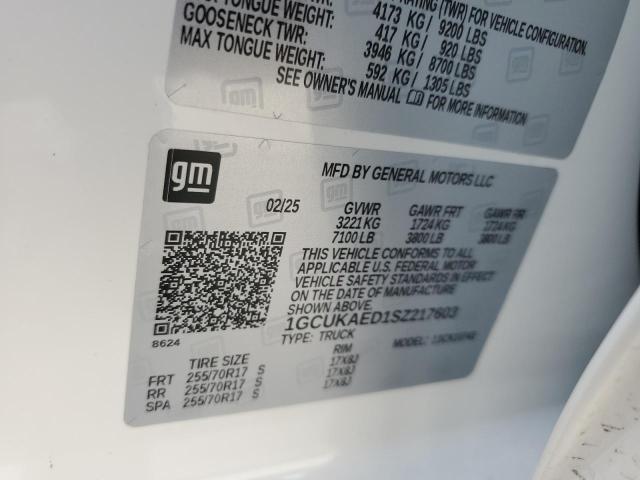 RATING (TWR) FOR VEHICLE CONFIGURATION.
TONGUE WEIGHT: 4173 KG / 9200 LBS
GOOSENECK TWR: 417 KG / 920 LBS
MAX TONGUE WEIGHT: 3946 KG / 8700 LBS
592 KG / 1305 LBS
SEE OWNER'S MANUAL FOR MORE INFORMATION
gm
MFD BY GENERAL MOTORS LLC
02/25 GVWR GAWR FRT GAWR RR
3221 KG 1724 KG 1724 KG
7100 LB 3800 LB 3800 LB
THIS VEHICLE CONFORMS TO ALL
APPLICABLE U.S. FEDERAL MOTOR
VEHICLE SAFETY STANDARDS IN EFFECT
ON THE DATE OF MANUFACTURE
SHOWN ABOVE.
1GCUKAED1SZ217603
8624 TYPE: TRUCK MODEL:
TIRE SIZE RIM
FRT 255/70R17 S 17X8J
RR 255/70R17 S 17X8J
SPA 255/70R17 S 17X8J